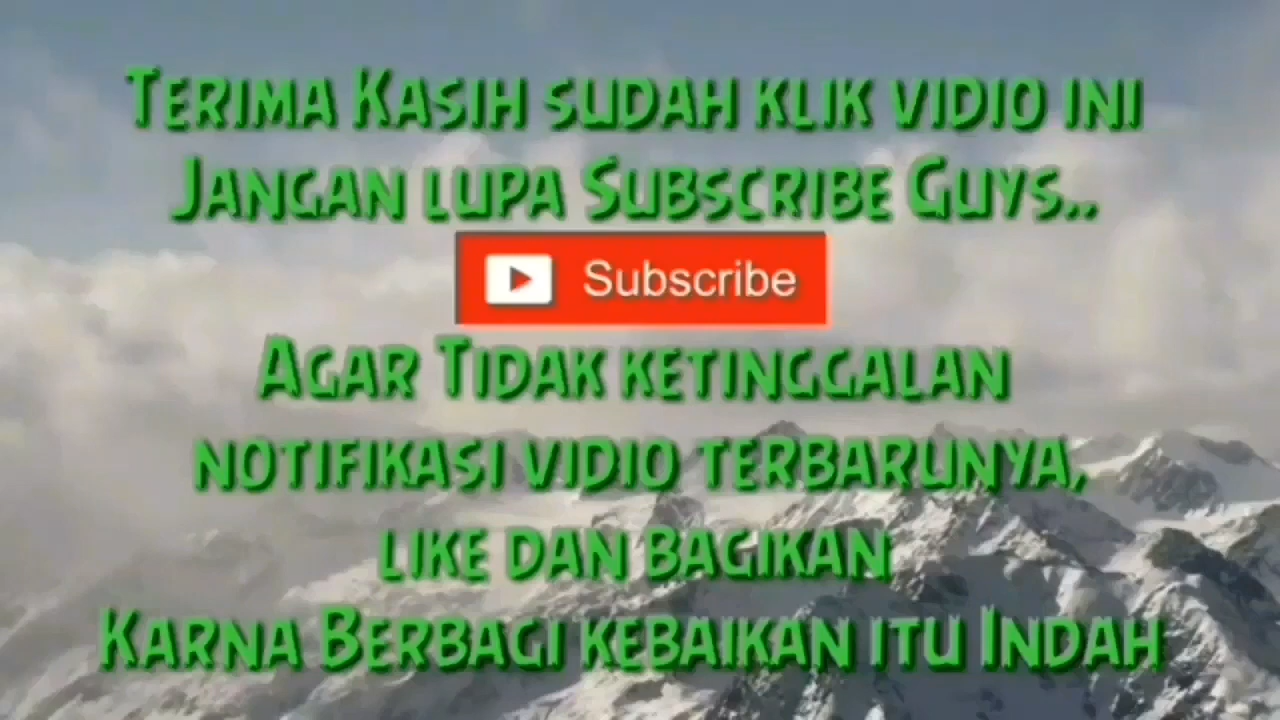 Terima Kasih sudah klik vidio ini
Jangan lupa Subscribe Guys..
Subscribe
Agar Tidak ketinggalan
notifikasi vidio terbarunya,
like dan bagikan
Karna Berbagi kebaikan itu Indah